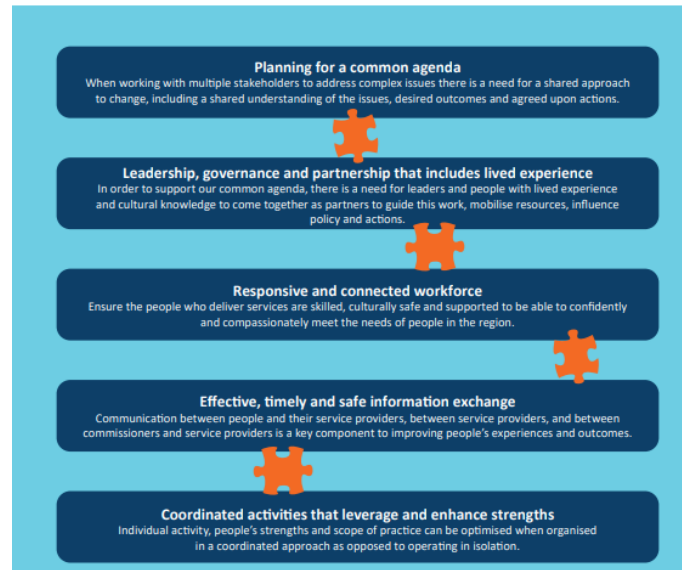 Planning for a common agenda
When working with multiple stakeholders to address complex issues there is a need for a shared approach
to change, including a shared understanding of the issues, desired outcomes and agreed upon actions.
Leadership, governance and partnership that includes lived experience
In order to support our common agenda, there is a need for leaders and people with lived experience
and cultural knowledge to come together as partners to guide this work, mobilise resources, influence
policy and actions.
Responsive and connected workforce
Ensure the people who deliver services are skilled, culturally safe and supported to be able to confidently
and compassionately meet the needs of people in the region.
Effective, timely and safe information exchange
Communication between people and their service providers, between service providers, and between
commissioners and service providers is a key component to improving people's experiences and outcomes.
Coordinated activities that leverage and enhance strengths
Individual activity, people's strengths and scope of practice can be optimised when organised
in a coordinated approach as opposed to operating in isolation.